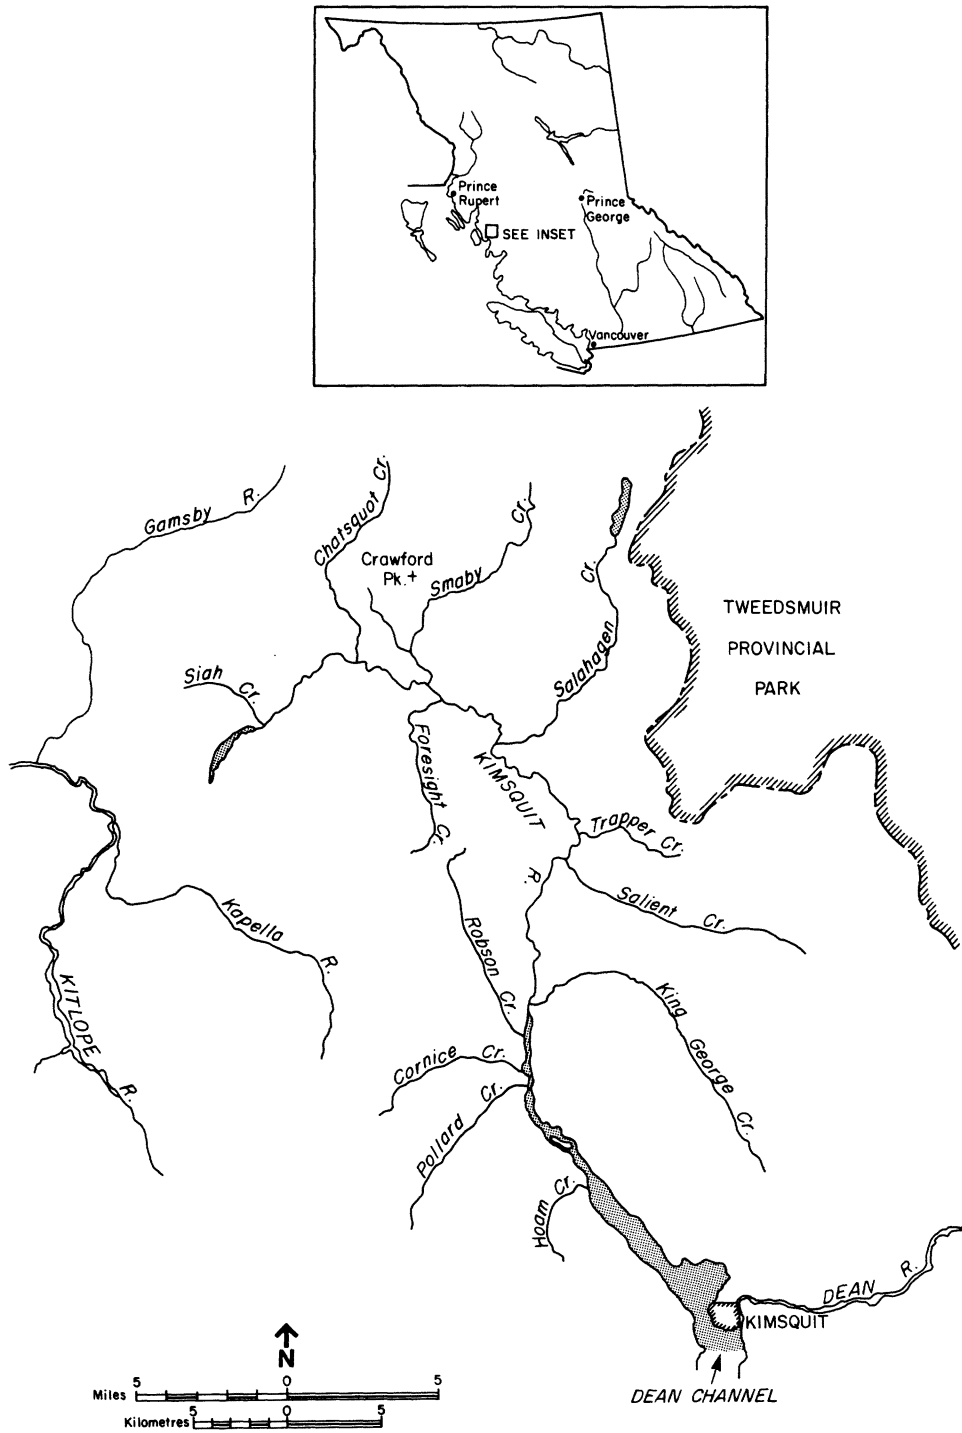 Prince
Rupert
Prince
George
SEE INSET
Vancouver
Gamsby R.
Chatsquot Cr.
Crawford
Pk. +
Smaby Cr.
Salahagen Cr.
TWEEDSMUIR
PROVINCIAL
PARK
Siah Cr.
Foresight Cr.
KIMSQUIT R.
Trapper Cr.
Salient Cr.
Kapella R.
Robson Cr.
KITLOPE R.
King George Cr.
Cornice Cr.
Pollard Cr.
Hoam Cr.
DEAN R.
KIMSQUIT
N
DEAN CHANNEL
Miles 5 0 5
Kilometres 5 0 5